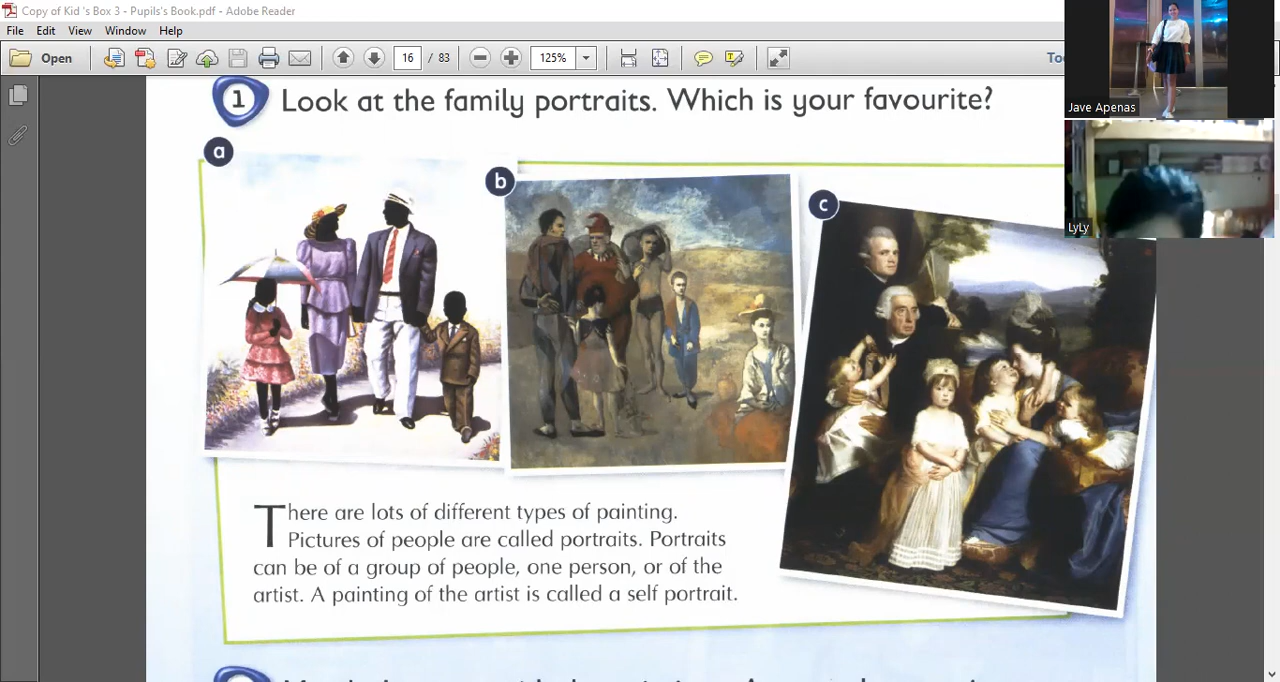 Copy of Kid 's Box 3 - Pupils's Book.pdf - Adobe Reader
File Edit View Window Help
Open 16 / 83 125%
Jave Apenas
LyLy
1 Look at the family portraits. Which is your favourite?
a
b
c
There are lots of different types of painting.
Pictures of people are called portraits. Portraits
can be of a group of people, one person, or of the
artist. A painting of the artist is called a self portrait.